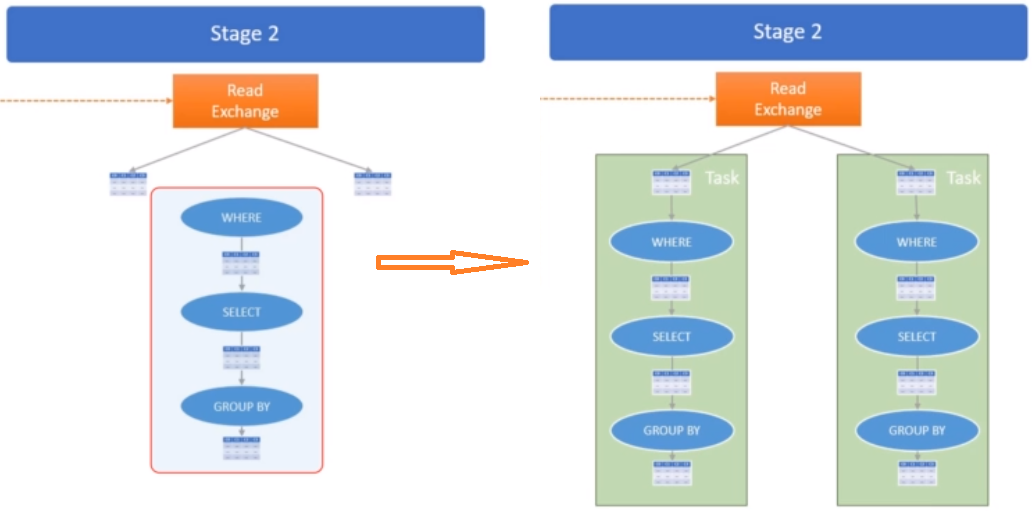 Stage 2
Read
Exchange
WHERE
SELECT
GROUP BY
Stage 2
Read
Exchange
Task
Task
WHERE
WHERE
SELECT
SELECT
GROUP BY
GROUP BY